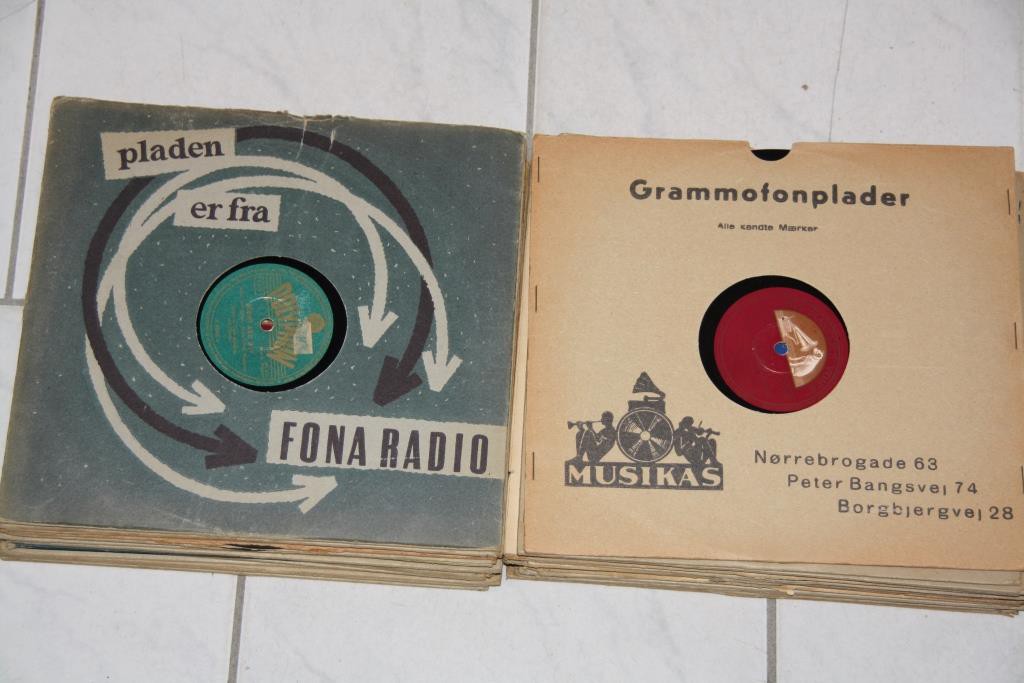 pladen
er fra
FONA RADIO
Grammofonplader
Alle kendte Mærker
MUSIKAS
Nørrebrogade 63
Peter Bangsvej 74
Borgbjergvej 28